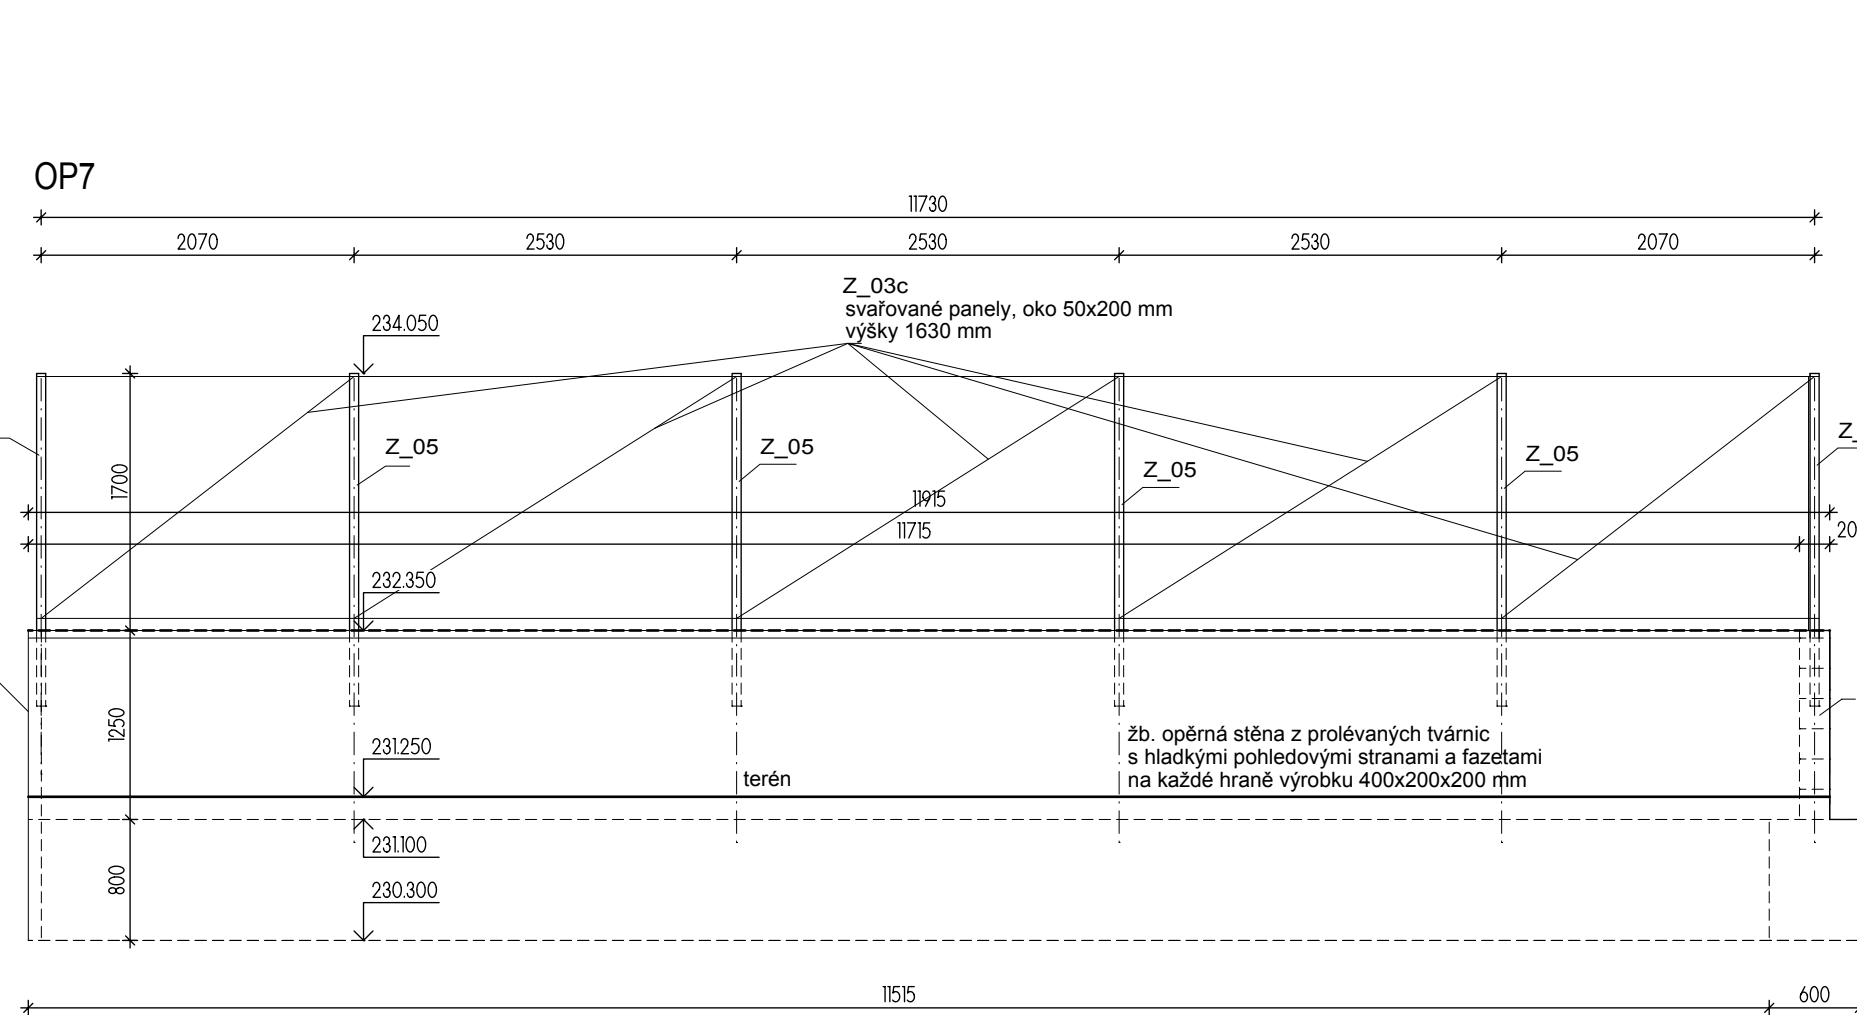 OP7
11730
2070
2530
2530
2530
2070
Z_03c
svařované panely, oko 50x200 mm
výšky 1630 mm
234.050
Z_05
Z_05
Z_05
Z_05
Z_
1700
11915
11715
20
232.350
1250
231.250
terén
žb. opěrná stěna z prolévaných tvárnic
s hladkými pohledovými stranami a fazetami
na každé hraně výrobku 400x200x200 mm
231.100
800
230.300
11515
600